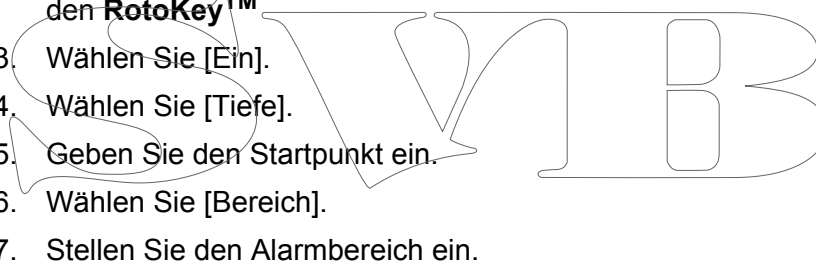 den RotoKey™
3. Wählen Sie [Ein].
4. Wählen Sie [Tiefe].
5. Geben Sie den Startpunkt ein.
6. Wählen Sie [Bereich].
7. Stellen Sie den Alarmbereich ein.
SVB